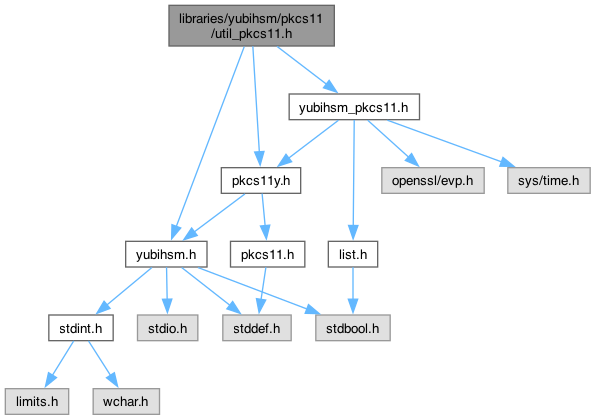 libraries/yubihsm/pkcs11
/util_pkcs11.h
yubihsm_pkcs11.h
pkcs11y.h
openssl/evp.h
sys/time.h
yubihsm.h
pkcs11.h
list.h
stdint.h
stdio.h
stddef.h
stdbool.h
limits.h
wchar.h